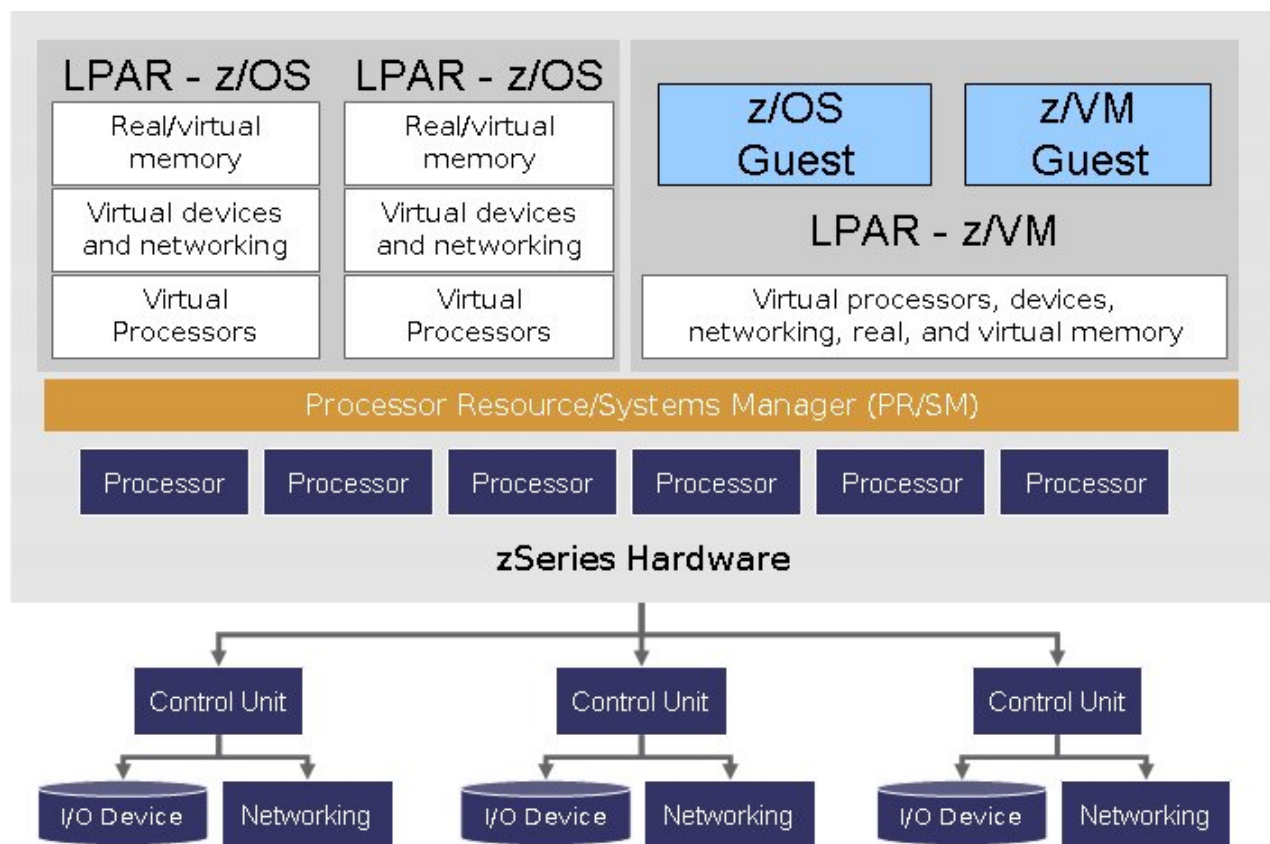 LPAR - z/OS
Real/virtual
memory
Virtual devices
and networking
Virtual
Processors
LPAR - z/OS
Real/virtual
memory
Virtual devices
and networking
Virtual
Processors
z/OS
Guest
z/VM
Guest
LPAR - z/VM
Virtual processors, devices,
networking, real, and virtual memory
Processor Resource/Systems Manager (PR/SM)
Processor
Processor
Processor
Processor
Processor
Processor
zSeries Hardware
Control Unit
Control Unit
Control Unit
I/O Device
Networking
I/O Device
Networking
I/O Device
Networking